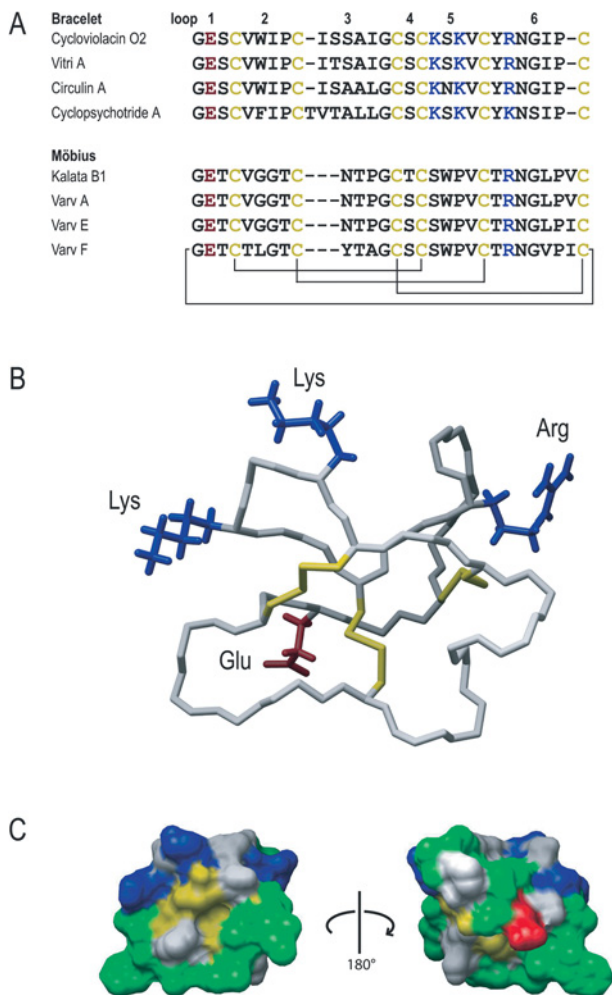 A
Bracelet loop 1 2 3 4 5 6
Cycloviolacin O2 GESCVWIPC-ISSAIGCSCKSKVCYRNGIP-C
Vitri A GESCVWIPC-ITSAIGCSCKSKVCYRNGIP-C
Circulin A GESCVWIPC-ISAALGCSCKNKVCYRNGIP-C
Cyclopsychotride A GESCVFIPCTVTALLGCSCKSKVCYKNSIP-C
Möbius
Kalata B1 GETCVGGTC---NTPGCTCSWPVCTRNGLPVC
Varv A GETCVGGTC---NTPGCSCSWPVCTRNGLPVC
Varv E GETCVGGTC---NTPGCSCSWPVCTRNGLPIC
Varv F GETCTLGTC---YTAGCSCSWPVCTRNGVPIC
B
Lys
Arg
Lys
Glu
C
180°